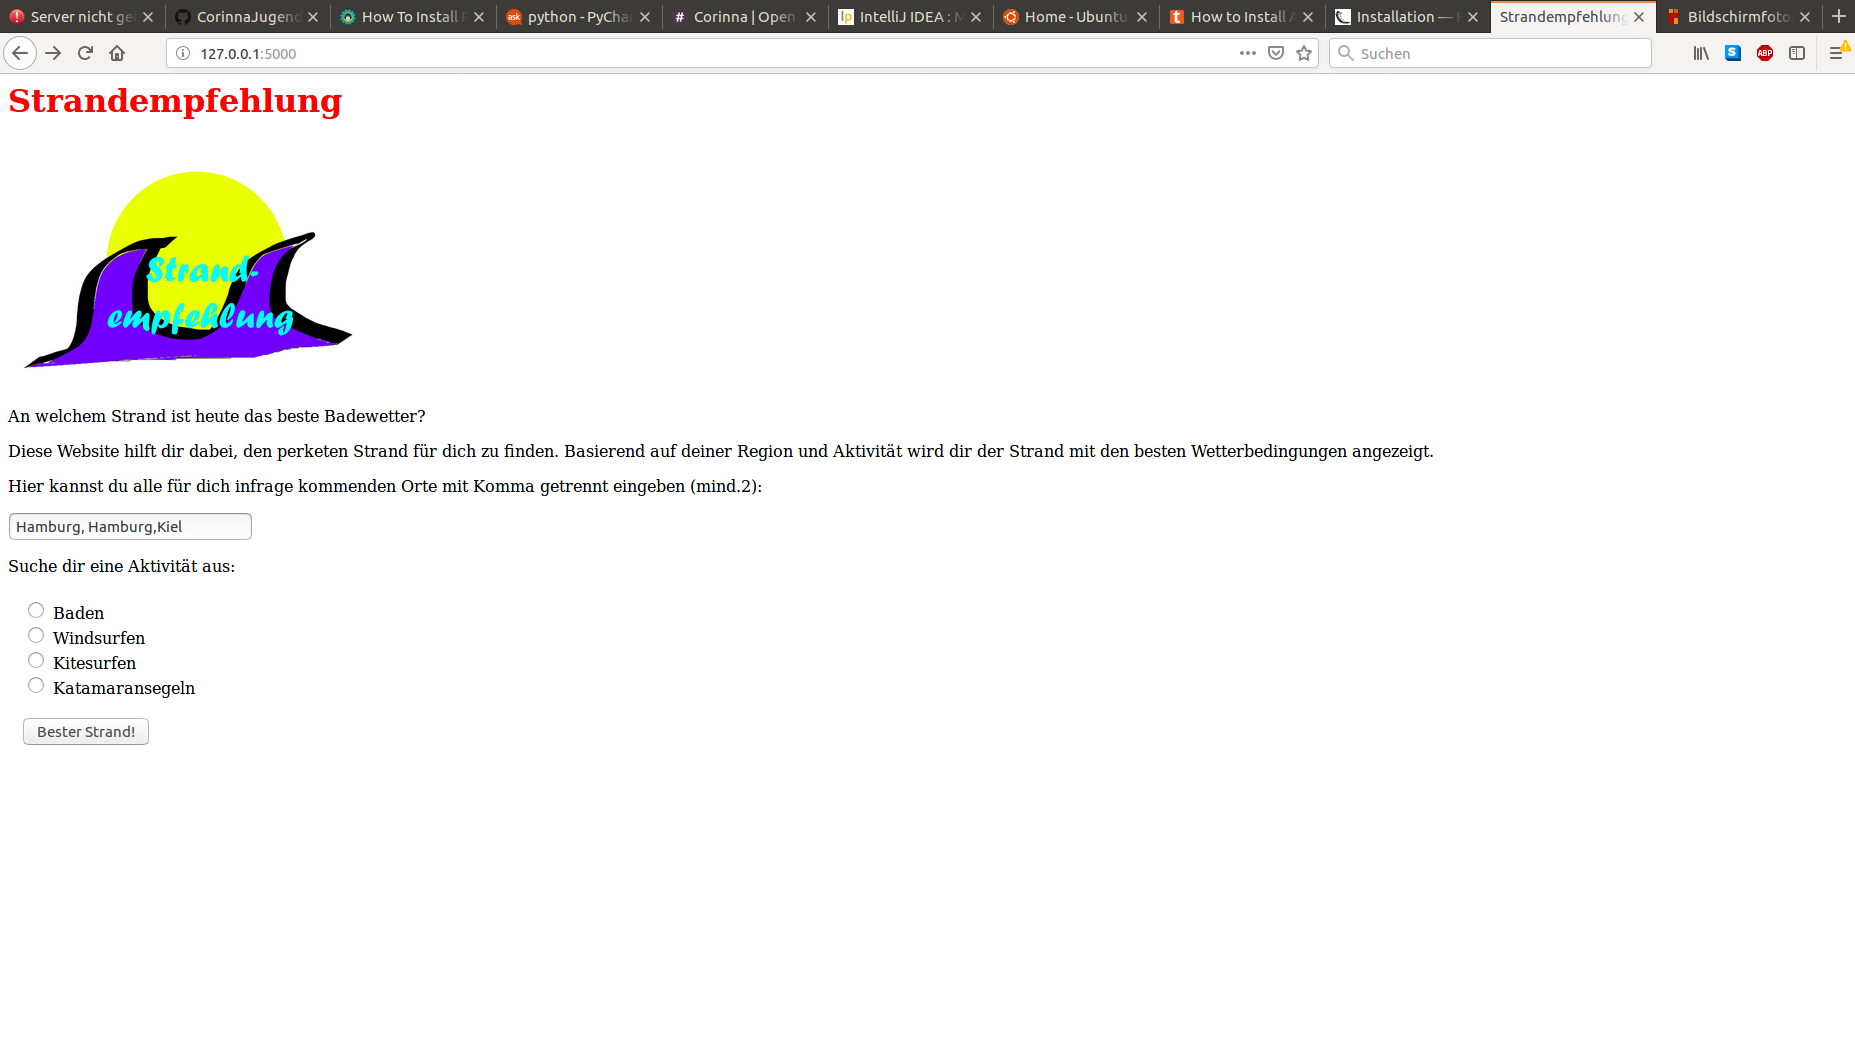 Server nicht ge
CorinnaJugend
How To Install
python - PyChar
Corinna | Open
IntelliJ IDEA : M
Home - Ubuntu
How to Install A
Installation —
Strandempfehlung
Bildschirmfoto
127.0.0.1:5000
Suchen
Strandempfehlung
Strand-
empfehlung
An welchem Strand ist heute das beste Badewetter?
Diese Website hilft dir dabei, den perketen Strand für dich zu finden. Basierend auf deiner Region und Aktivität wird dir der Strand mit den besten Wetterbedingungen angezeigt.
Hier kannst du alle für dich infrage kommenden Orte mit Komma getrennt eingeben (mind.2):
Hamburg, Hamburg,Kiel
Suche dir eine Aktivität aus:
Baden
Windsurfen
Kitesurfen
Katamaransegeln
Bester Strand!